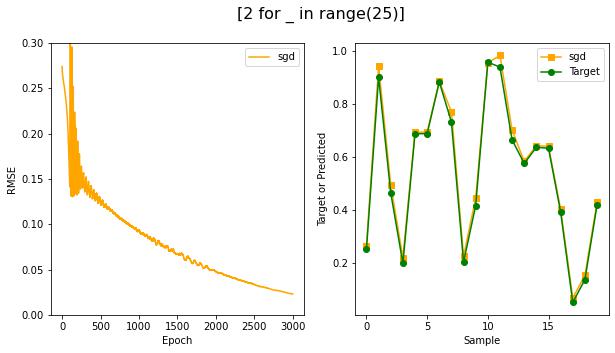 [2 for _ in range(25)]
0.30
0.25
0.20
0.15
0.10
0.05
0.00
RMSE
sgd
0 500 1000 1500 2000 2500 3000
Epoch
1.0
0.8
0.6
0.4
0.2
Target or Predicted
sgd
Target
0 5 10 15
Sample